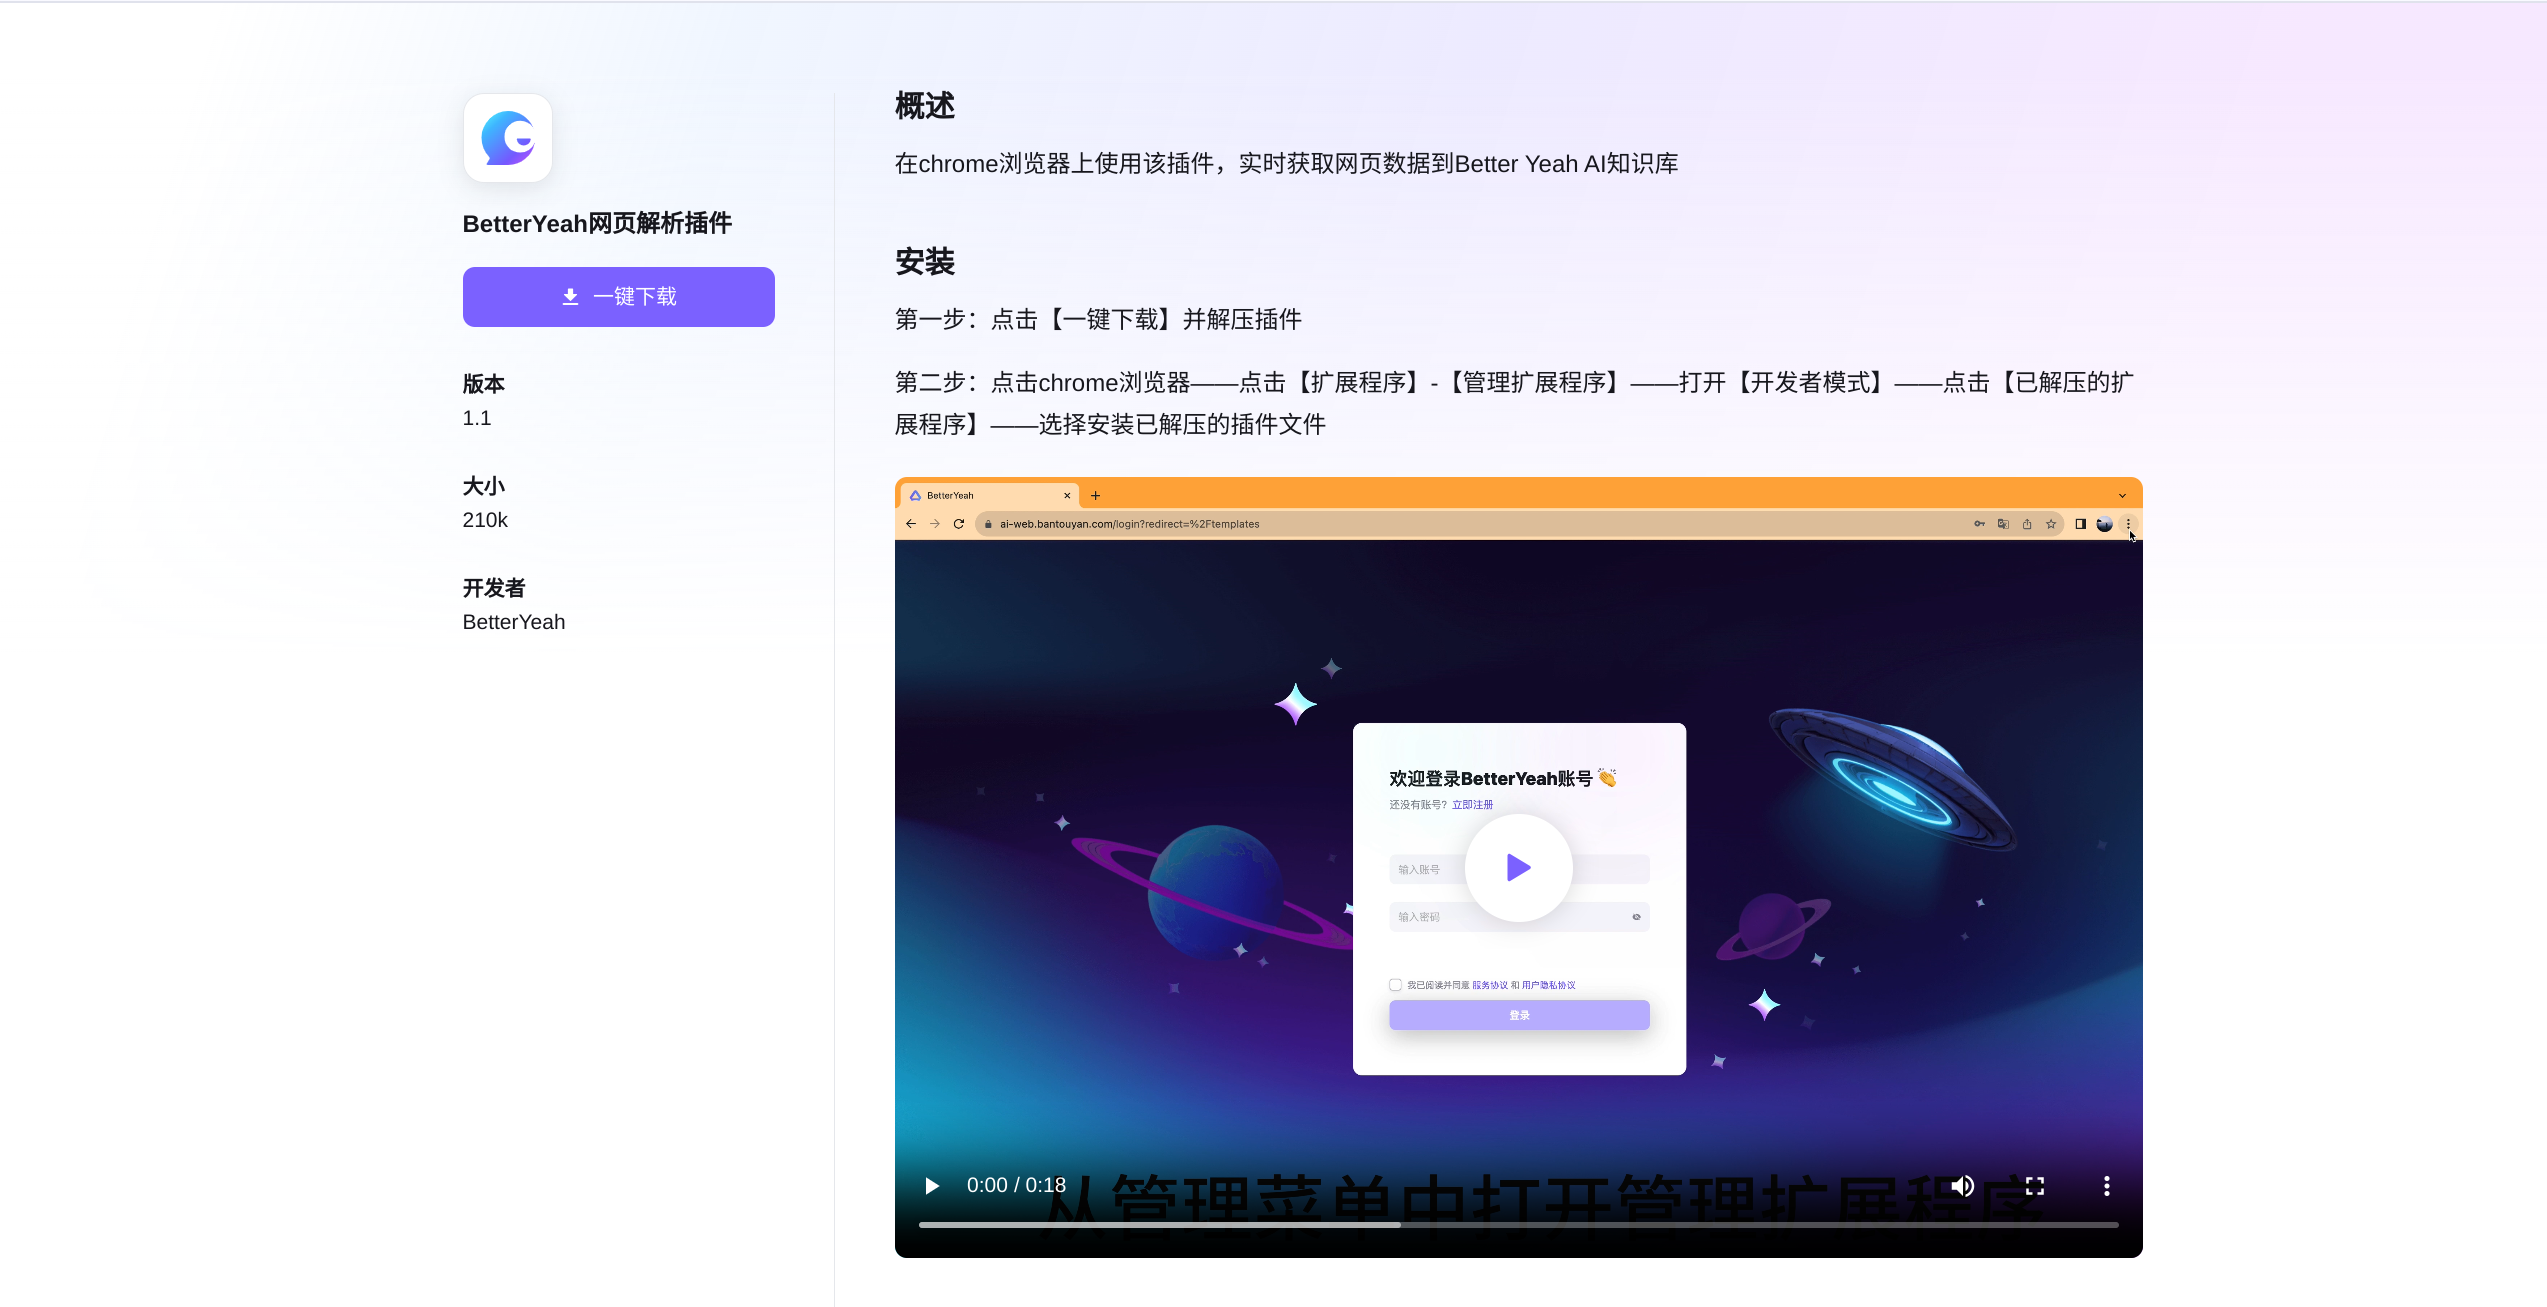 BetterYeah网页解析插件
一键下载
版本
1.1
大小
210k
开发者
BetterYeah
概述
在chrome浏览器上使用该插件，实时获取网页数据到Better Yeah AI知识库
安装
第一步：点击【一键下载】并解压插件
第二步：点击chrome浏览器——点击【扩展程序】-【管理扩展程序】——打开【开发者模式】——点击【已解压的扩
展程序】——选择安装已解压的插件文件
BetterYeah
ai-web.bantouyan.com/login?redirect=%2Ftemplates
欢迎登录BetterYeah账号 👏
还没有账号？ 立即注册
输入账号
输入密码
我已阅读并同意 服务协议 和 用户隐私协议
登录
从管理菜单中打开管理扩展程序
0:00 / 0:18